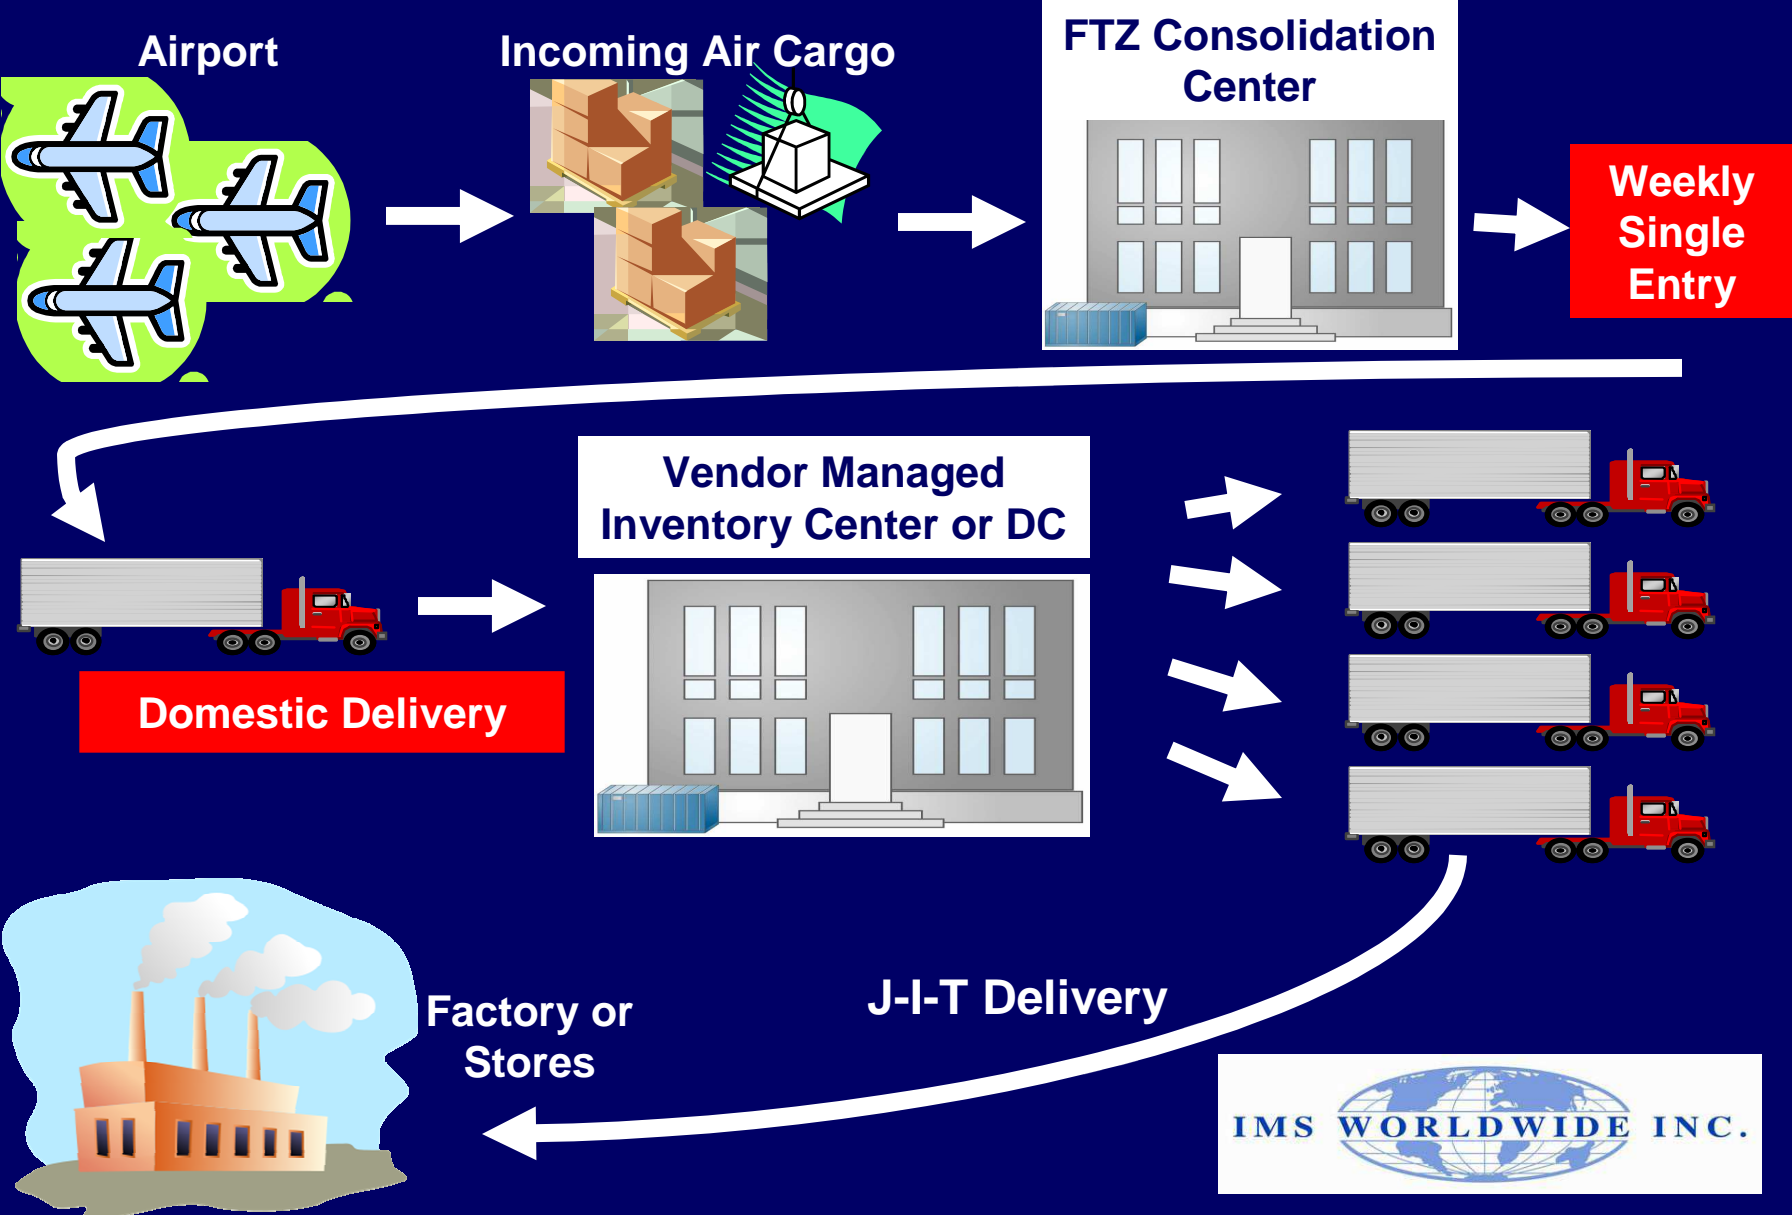 Airport
Incoming Air Cargo
FTZ Consolidation
Center
Weekly
Single
Entry
Vendor Managed
Inventory Center or DC
Domestic Delivery
Factory or
Stores
J-I-T Delivery
IMS WORLDWIDE INC.